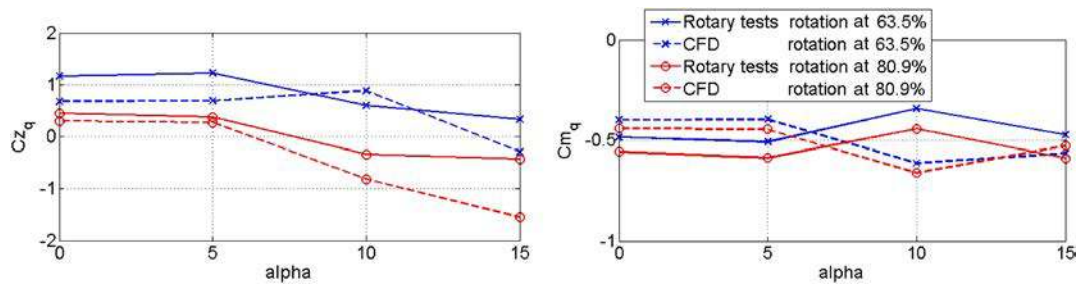 2
1
0
-1
-2
0
5
10
15
alpha
Cz q
Rotary tests rotation at 63.5%
CFD rotation at 63.5%
Rotary tests rotation at 80.9%
CFD rotation at 80.9%
0
-0.5
-1
0
5
10
15
alpha
Cm q